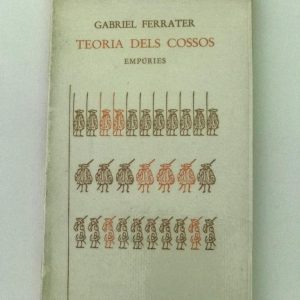 GABRIEL FERRATER
TEORIA DELS COSSOS
EMPÚRIES